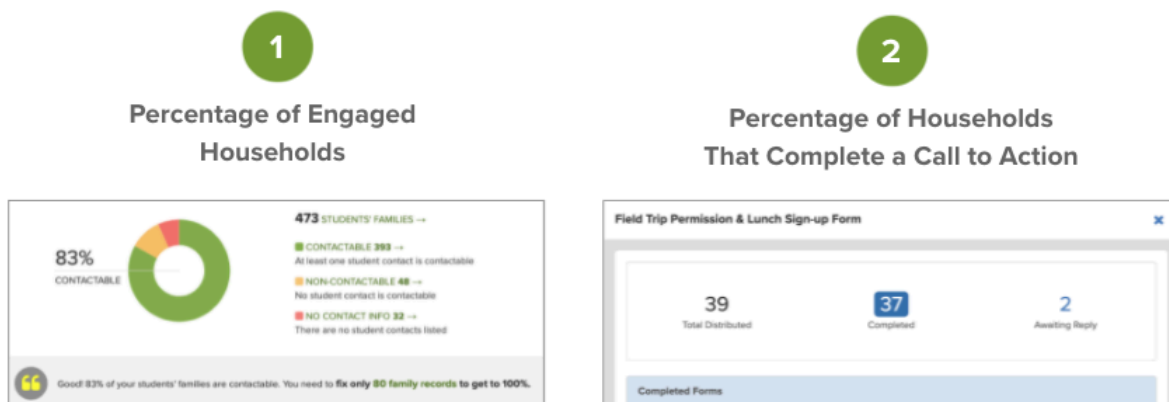 1
Percentage of Engaged
Households
473 STUDENTS' FAMILIES →
83%
CONTACTABLE
CONTACTABLE 393 →
At least one student contact is contactable
NON-CONTACTABLE 48 →
No student contact is contactable
NO CONTACT INFO 32 →
There are no student contacts listed
Good! 83% of your students' families are contactable. You need to fix only 80 family records to get to 100%.
2
Percentage of Households
That Complete a Call to Action
Field Trip Permission & Lunch Sign-up Form
39
Total Distributed
37
Completed
2
Awaiting Reply
Completed Forms